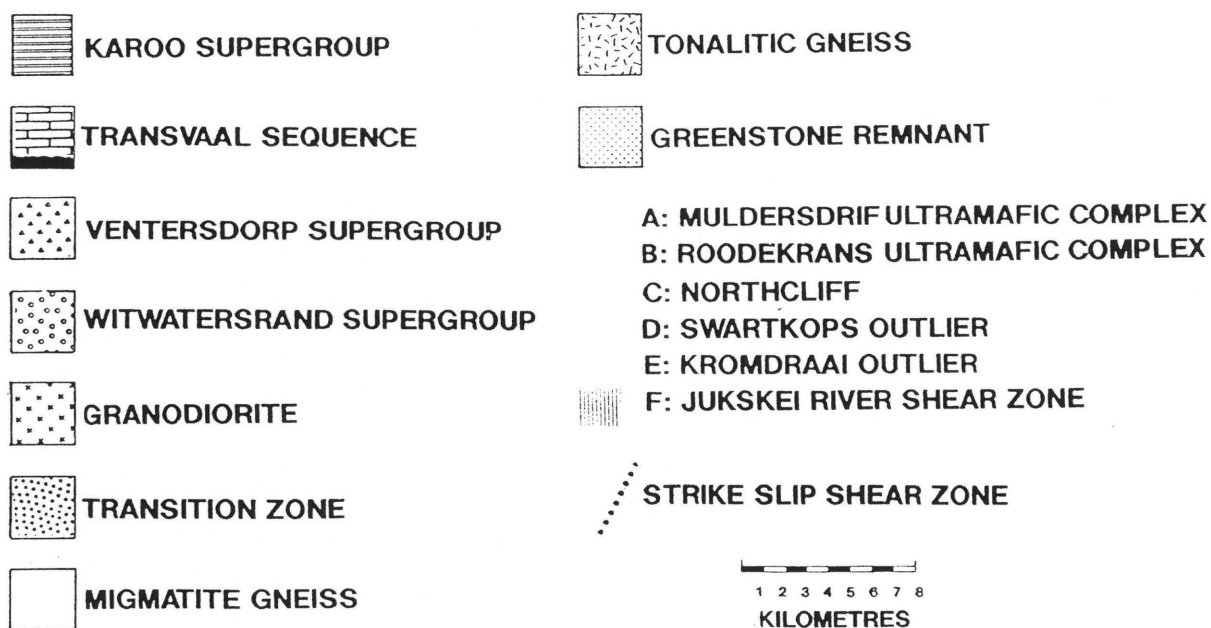 KAROO SUPERGROUP
TRANSVAAL SEQUENCE
VENTERSDORP SUPERGROUP
WITWATERSRAND SUPERGROUP
GRANODIORITE
TRANSITION ZONE
MIGMATITE GNEISS
TONALITIC GNEISS
GREENSTONE REMNANT
A: MULDERSDRIF ULTRAMAFIC COMPLEX
B: ROODEKRANS ULTRAMAFIC COMPLEX
C: NORTHCLIFF
D: SWARTKOPS OUTLIER
E: KROMDRAAI OUTLIER
F: JUKSKEI RIVER SHEAR ZONE
STRIKE SLIP SHEAR ZONE
1 2 3 4 5 6 7 8
KILOMETRES